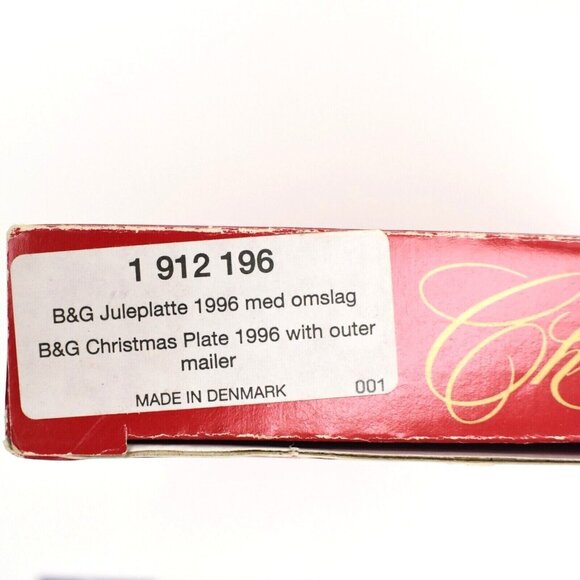 1 912 196
B&G Juleplatte 1996 med omslag
B&G Christmas Plate 1996 with outer
mailer
MADE IN DENMARK 001